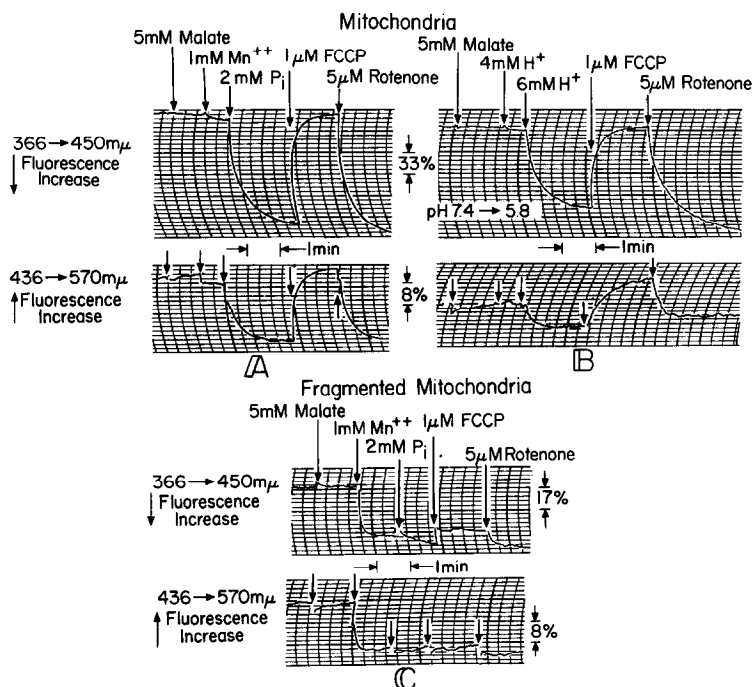 Mitochondria
5mM Malate
1mM Mn++
2 mM Pi
1μM FCCP
5μM Rotenone
366→450mμ
↓ Fluorescence
Increase
33%
1min
436→570mμ
↑ Fluorescence
Increase
8%
A
5mM Malate
4mMH+
6mMH+
1μM FCCP
5μM Rotenone
pH 7.4 → 5.8
1min
B
Fragmented Mitochondria
5mM Malate
1mM Mn++
2mM Pi
1μM FCCP
5μM Rotenone
366→450mμ
↓ Fluorescence
Increase
17%
1min
436→570mμ
↑ Fluorescence
Increase
8%
C